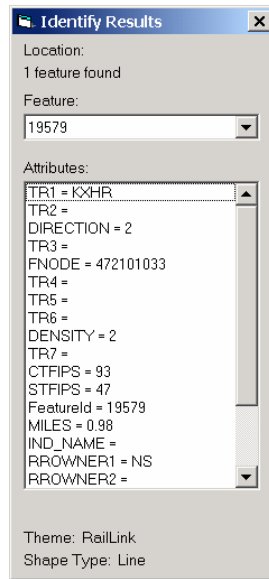 Identify Results
Location:
1 feature found
Feature:
19579
Attributes:
TR1 = KXHR
TR2 =
DIRECTION = 2
TR3 =
FNODE = 472101033
TR4 =
TR5 =
TR6 =
DENSITY = 2
TR7 =
CTFIPS = 93
STFIPS = 47
FeatureId = 19579
MILES = 0.98
IND_NAME =
RROWNER1 = NS
RROWNER2 =
Theme: RailLink
Shape Type: Line